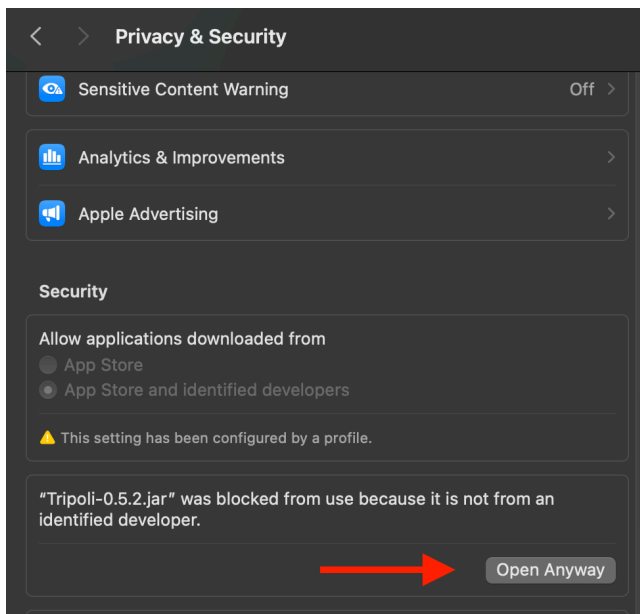 Privacy & Security
Sensitive Content Warning Off
Analytics & Improvements
Apple Advertising
Security
Allow applications downloaded from
App Store
App Store and identified developers
This setting has been configured by a profile.
“Tripoli-0.5.2.jar” was blocked from use because it is not from an
identified developer.
Open Anyway